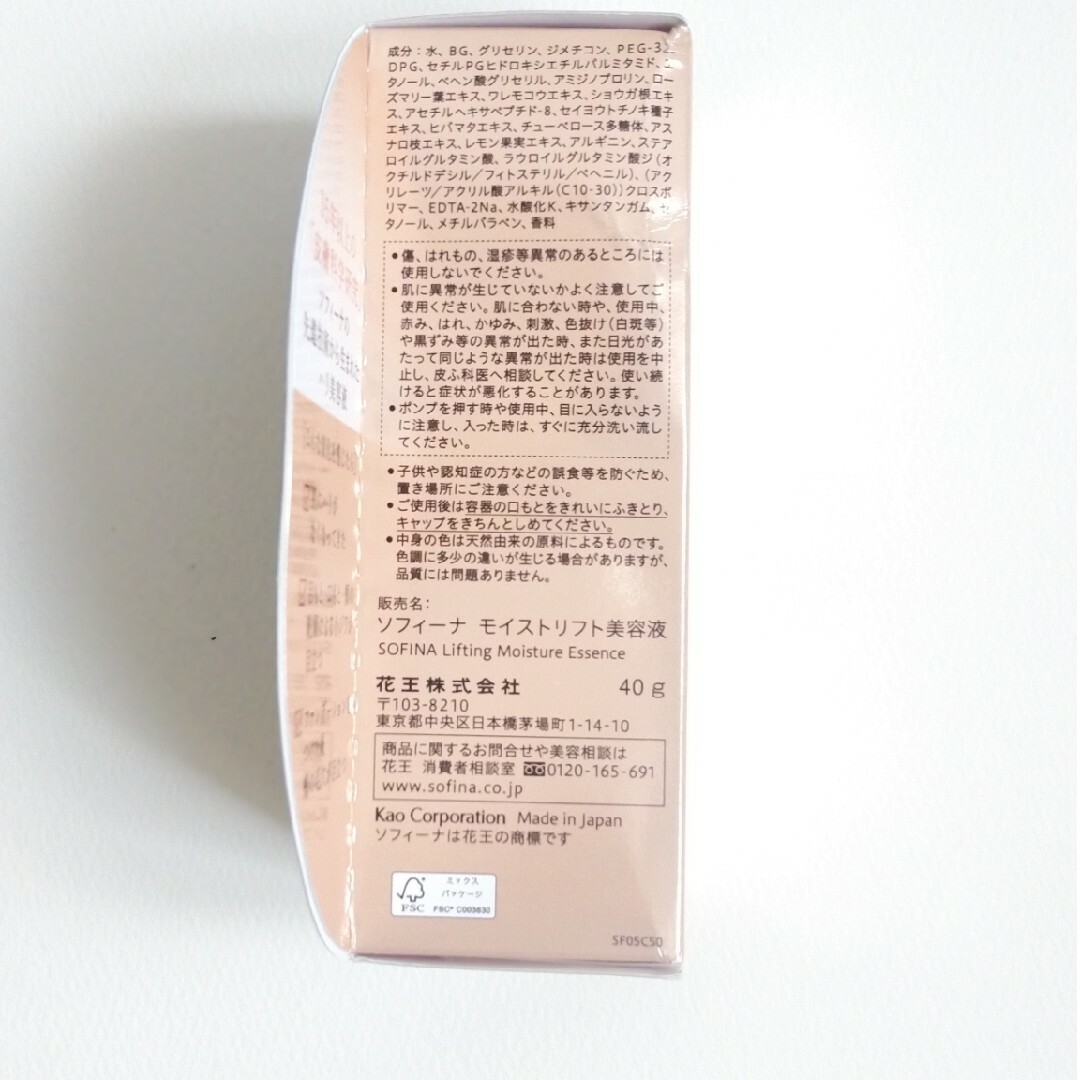 成分：水、BG、グリセリン、ジメチコン、PEG-32、
DPG、セチルPGヒドロキシエチルパルミタミド、エ
タノール、ベヘン酸グリセリル、アミジノプロリン、ロー
ズマリー葉エキス、ワレモコウエキス、ショウガ根エキ
ス、アセチルヘキサペプチド-8、セイヨウトチノキ種子
エキス、ヒバマタエキス、チューベロース多糖体、アス
ナロ枝エキス、レモン果実エキス、アルギニン、ステア
ロイルグルタミン酸、ラウロイルグルタミン酸ジ（オ
クチルドデシル／フィトステリル／ベヘニル）、（アク
リレーツ／アクリル酸アルキル（C10-30））クロスポ
リマー、EDTA-2Na、水酸化K、キサンタンガム、セ
タノール、メチルパラベン、香料
●傷、はれもの、湿疹等異常のあるところには
使用しないでください。
●肌に異常が生じていないかよく注意してご
使用ください。肌に合わない時や、使用中、
赤み、はれ、かゆみ、刺激、色抜け（白斑等）
や黒ずみ等の異常が出た時、また日光があ
たって同じような異常が出た時は使用を中
止し、皮ふ科医へ相談してください。使い続
けると症状が悪化することがあります。
●ポンプを押す時や使用中、目に入らないよう
に注意し、入った時は、すぐに充分洗い流し
てください。
●子供や認知症の方などの誤食等を防ぐため、
置き場所にご注意ください。
●ご使用後は容器の口もとをきれいにふきとり、
キャップをきちんとしめてください。
●中身の色は天然由来の原料によるものです。
色調に多少の違いが生じる場合がありますが、
品質には問題ありません。
販売名：
ソフィーナ モイストリフト美容液
SOFINA Lifting Moisture Essence
花王株式会社 40g
〒103-8210
東京都中央区日本橋茅場町1-14-10
商品に関するお問合せや美容相談は
花王 消費者相談室 0120-165-691
www.sofina.co.jp
Kao Corporation Made in Japan
ソフィーナは花王の商標です
ミックス
パッケージ
FSC
FSC® C003630
SF05C50